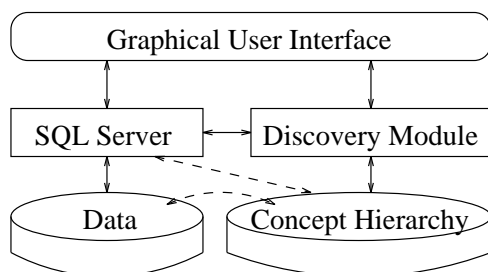 Graphical User Interface
SQL Server
Discovery Module
Data
Concept Hierarchy